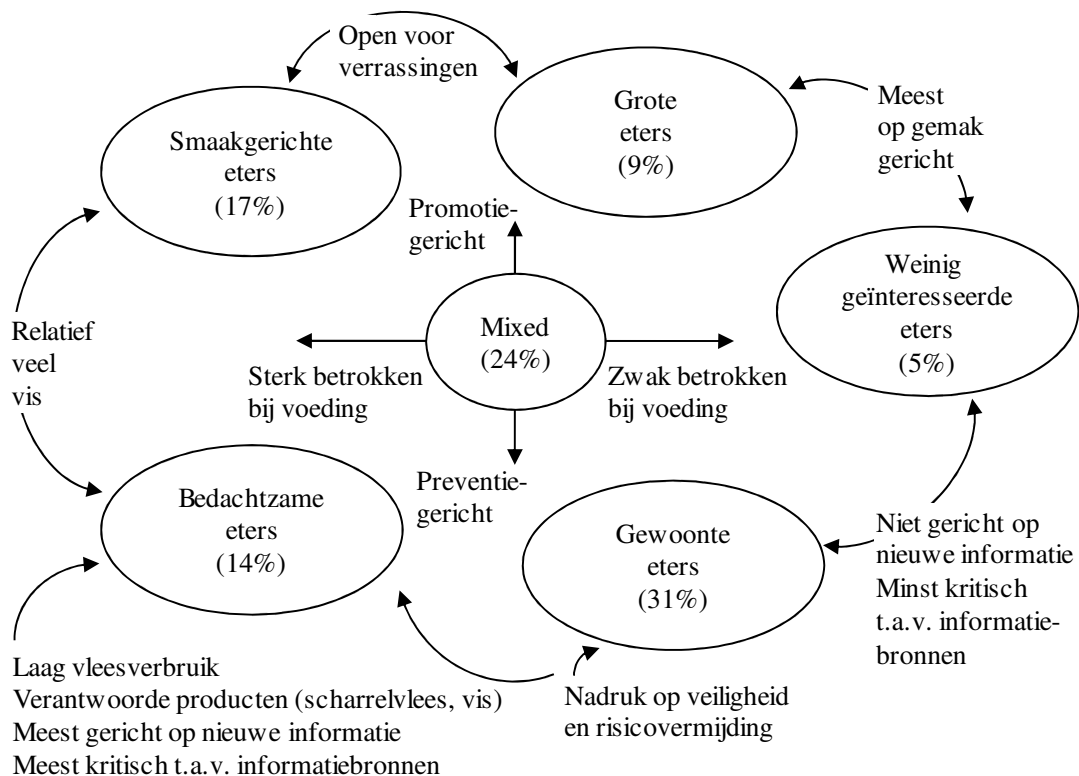 Open voor
verrassingen
Smaakgerichte
eters
(17%)
Grote
eters
(9%)
Meest
op gemak
gericht
Promotie-
gericht
Weinig
geïnteresseerde
eters
(5%)
Mixed
(24%)
Relatief
veel
vis
Sterk betrokken
bij voeding
Zwak betrokken
bij voeding
Preventie-
gericht
Bedachtzame
eters
(14%)
Gewoonte
eters
(31%)
Niet gericht op
nieuwe informatie
Minst kritisch
t.a.v. informatie-
bronnen
Laag vleesverbruik
Verantwoorde producten (scharrelvlees, vis)
Meest gericht op nieuwe informatie
Meest kritisch t.a.v. informatiebronnen
Nadruk op veiligheid
en risicovermijding